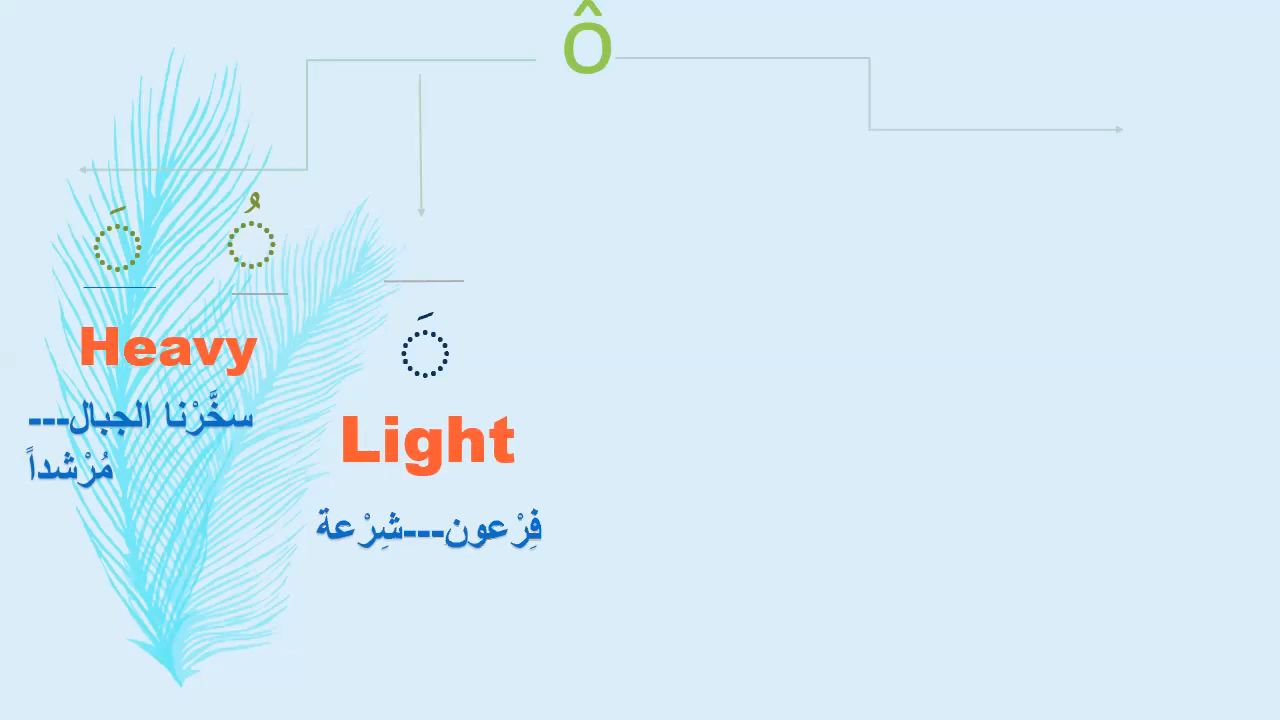 ô
◌َ ◌ُ
Heavy
سخَّرْنا الجبال---
مُرْشداً
◌َ
Light
فِرْعون---شِرْعة